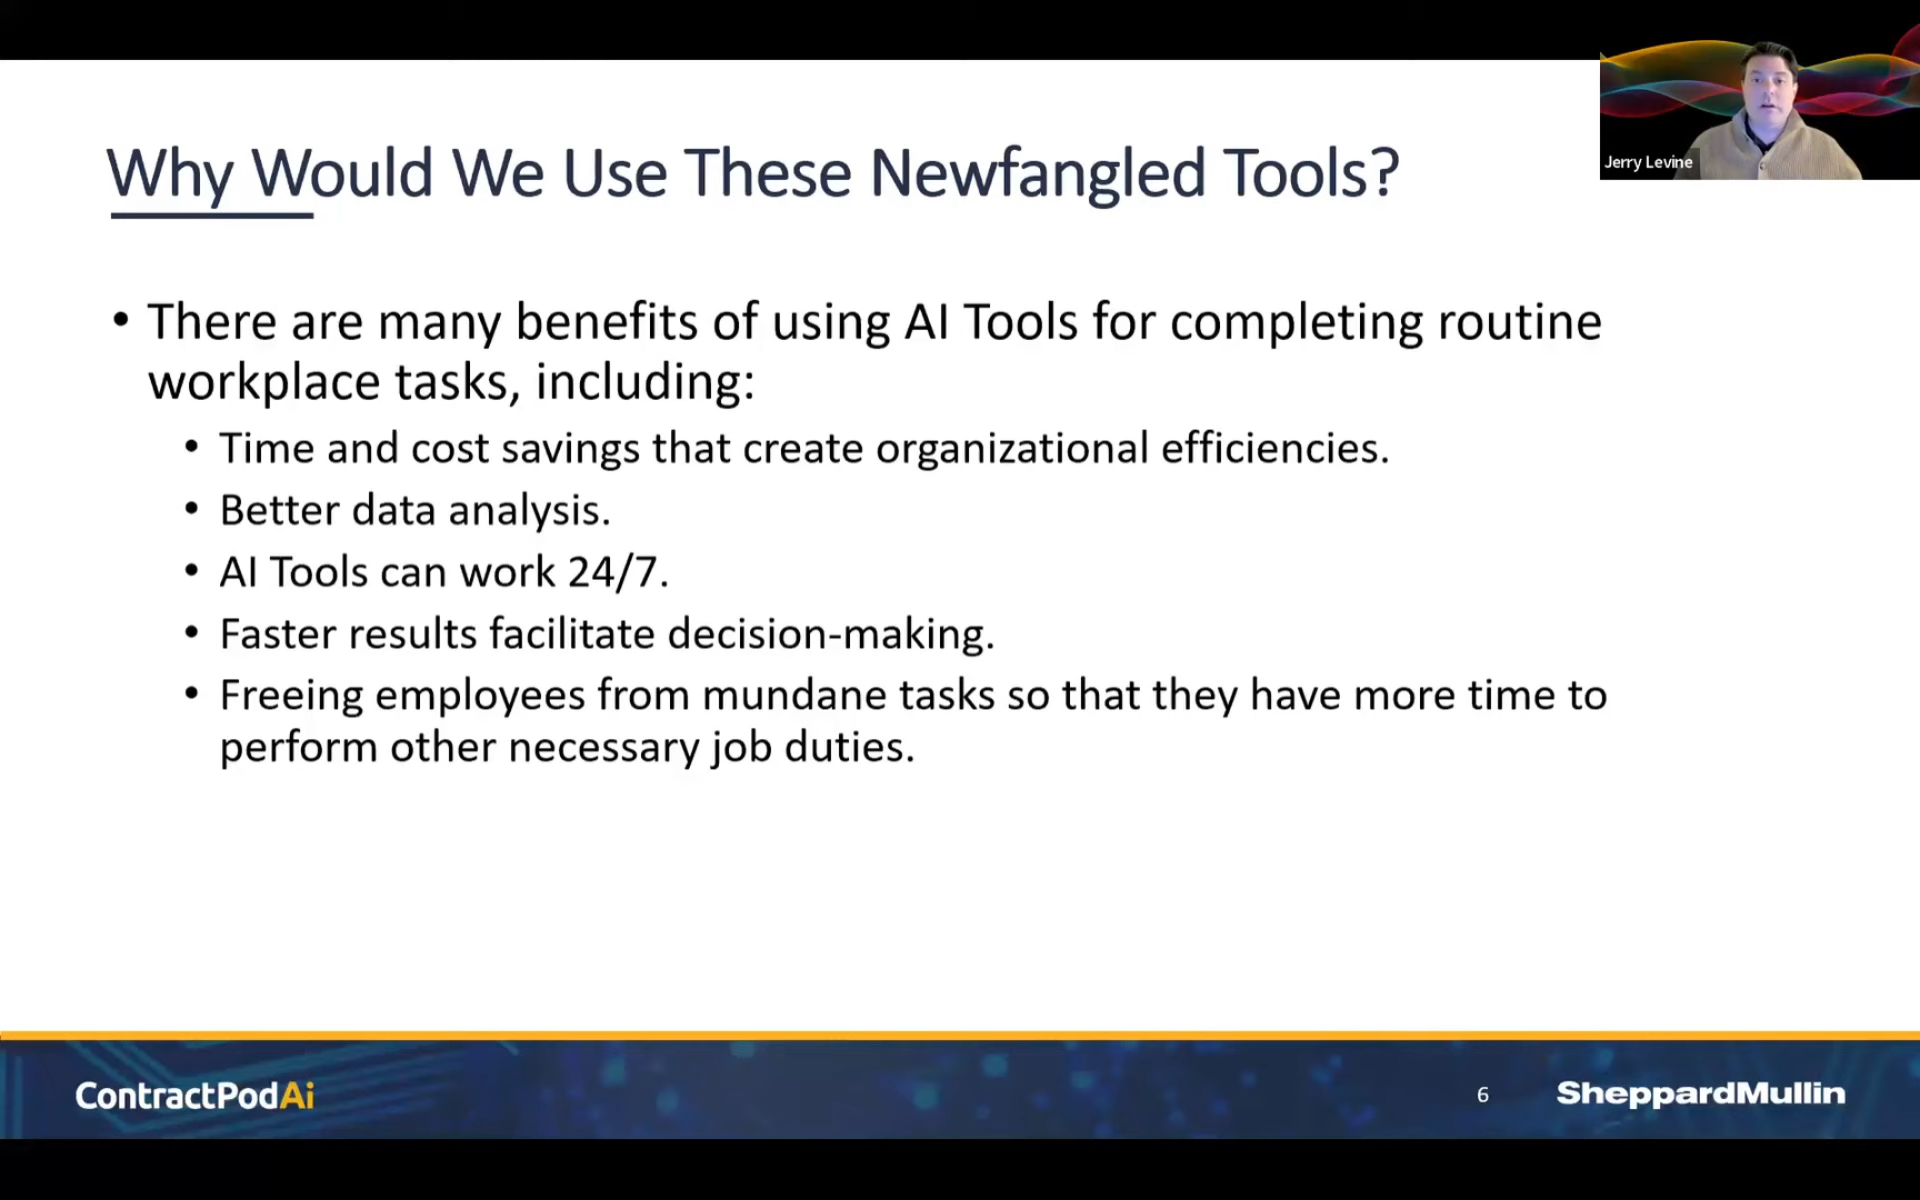 Jerry Levine
Why Would We Use These Newfangled Tools?
• There are many benefits of using AI Tools for completing routine
workplace tasks, including:
• Time and cost savings that create organizational efficiencies.
• Better data analysis.
• AI Tools can work 24/7.
• Faster results facilitate decision-making.
• Freeing employees from mundane tasks so that they have more time to
perform other necessary job duties.
ContractPodAi
6
SheppardMullin